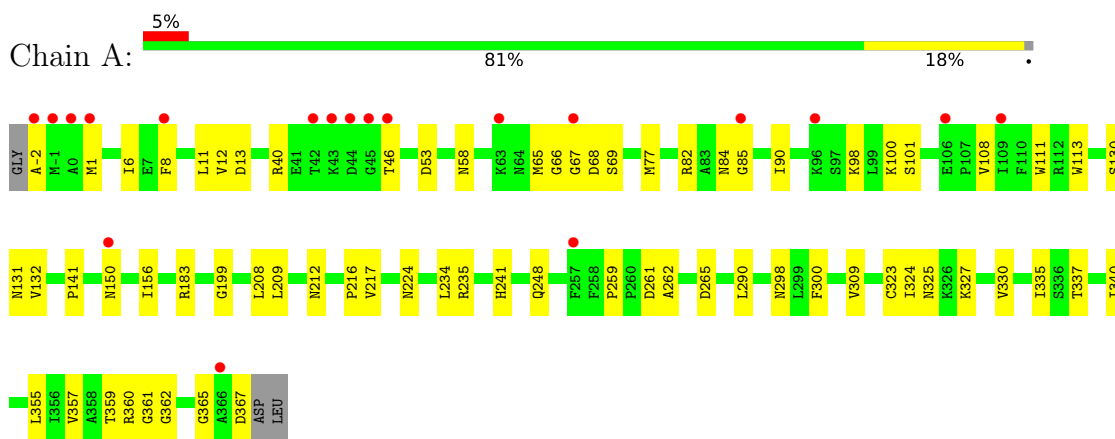 5%
Chain A:
81% 18% •
GLY A-2 M-1 A0 M1 I6 E7 F8 L11 V12 D13 R40 E41 T42 K43 D44 G45 T46 D53 N58 K63 N64 M65 G66 G67 D68 S69 M77 R82 A83 N84 G85 I90 K96 S97 K98 L99 K100 S101 E106 P107 V108 I109 F110 W111 R112 W113 S130
N131 V132 P141 N150 I156 R183 G199 L208 L209 N212 P216 V217 N224 L234 R235 H241 Q248 F257 F258 P259 P260 D261 A262 D265 L290 N298 L299 F300 V309 C323 I324 N325 K326 K327 V330 I335 S336 T337
L355 I356 V357 A358 T359 R360 G361 G362 G365 A366 D367 ASP LEU